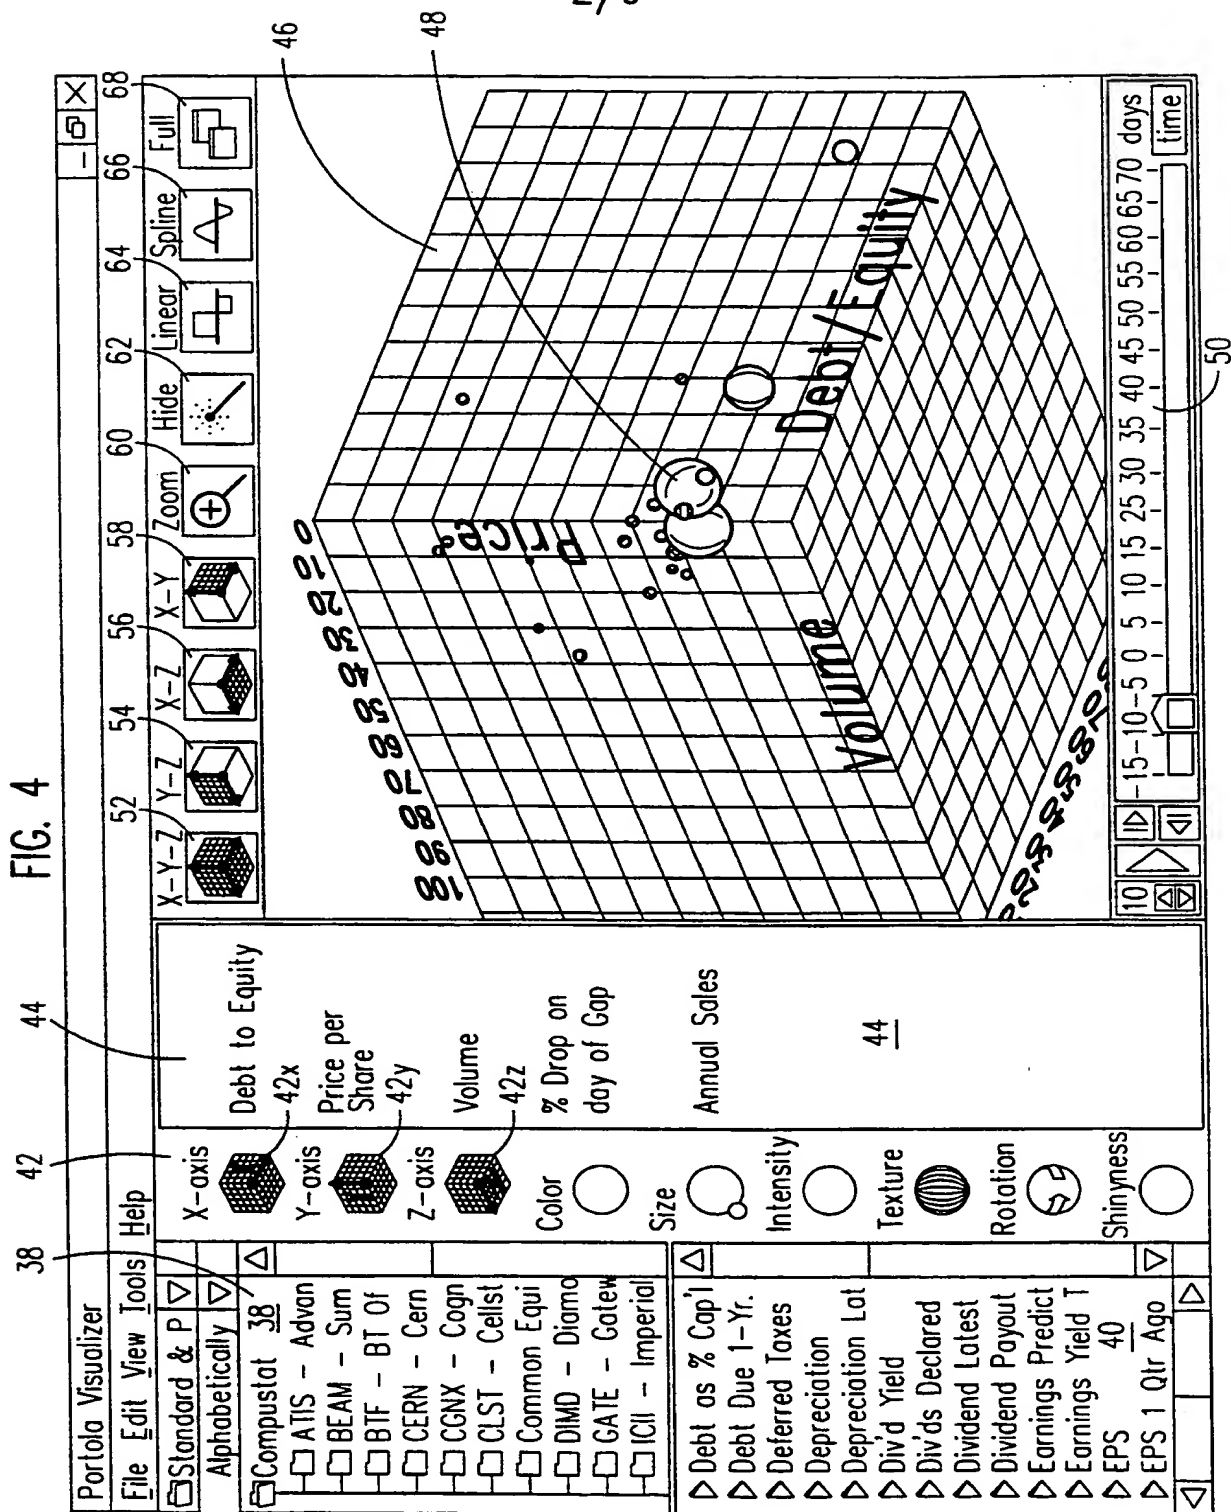 FIG. 4
Portola Visualizer
File Edit View Tools Help
38
42
44
46
48
Standard & P
Alphabetically
Compustat 38
ATIS - Advan
BEAM - Sum
BTF - BT Of
CERN - Cern
CGNX - Cogn
CLST - Cellst
Common Equi
DIMD - Diamo
GATE - Gatew
ICII - Imperial
Debt as % Cap'l
Debt Due 1-Yr.
Deferred Taxes
Depreciation
Depreciation Lat
Div'd Yield
Div'ds Declared
Dividend Latest
Dividend Payout
Earnings Predict
Earnings Yield T
EPS 40
EPS 1 Qtr Ago
X-axis
42x
Debt to Equity
Y-axis
42y
Price per
Share
Z-axis
42z
Volume
Color
% Drop on
day of Gap
Size
Annual Sales
Intensity
Texture
44
Rotation
Shinyness
52 54 56 58 60 62 64 66 68
X-Y-Z Y-Z X-Z X-Y Zoom Hide Linear Spline Full
100 90 80 70 60 50 40 30 20 10 0
Price
Volume
Debt/Equity
20 30 40 50 60 70
10
-15 -10 -5 0 5 10 15 25 30 35 40 45 50 55 60 65 70 days
time
50